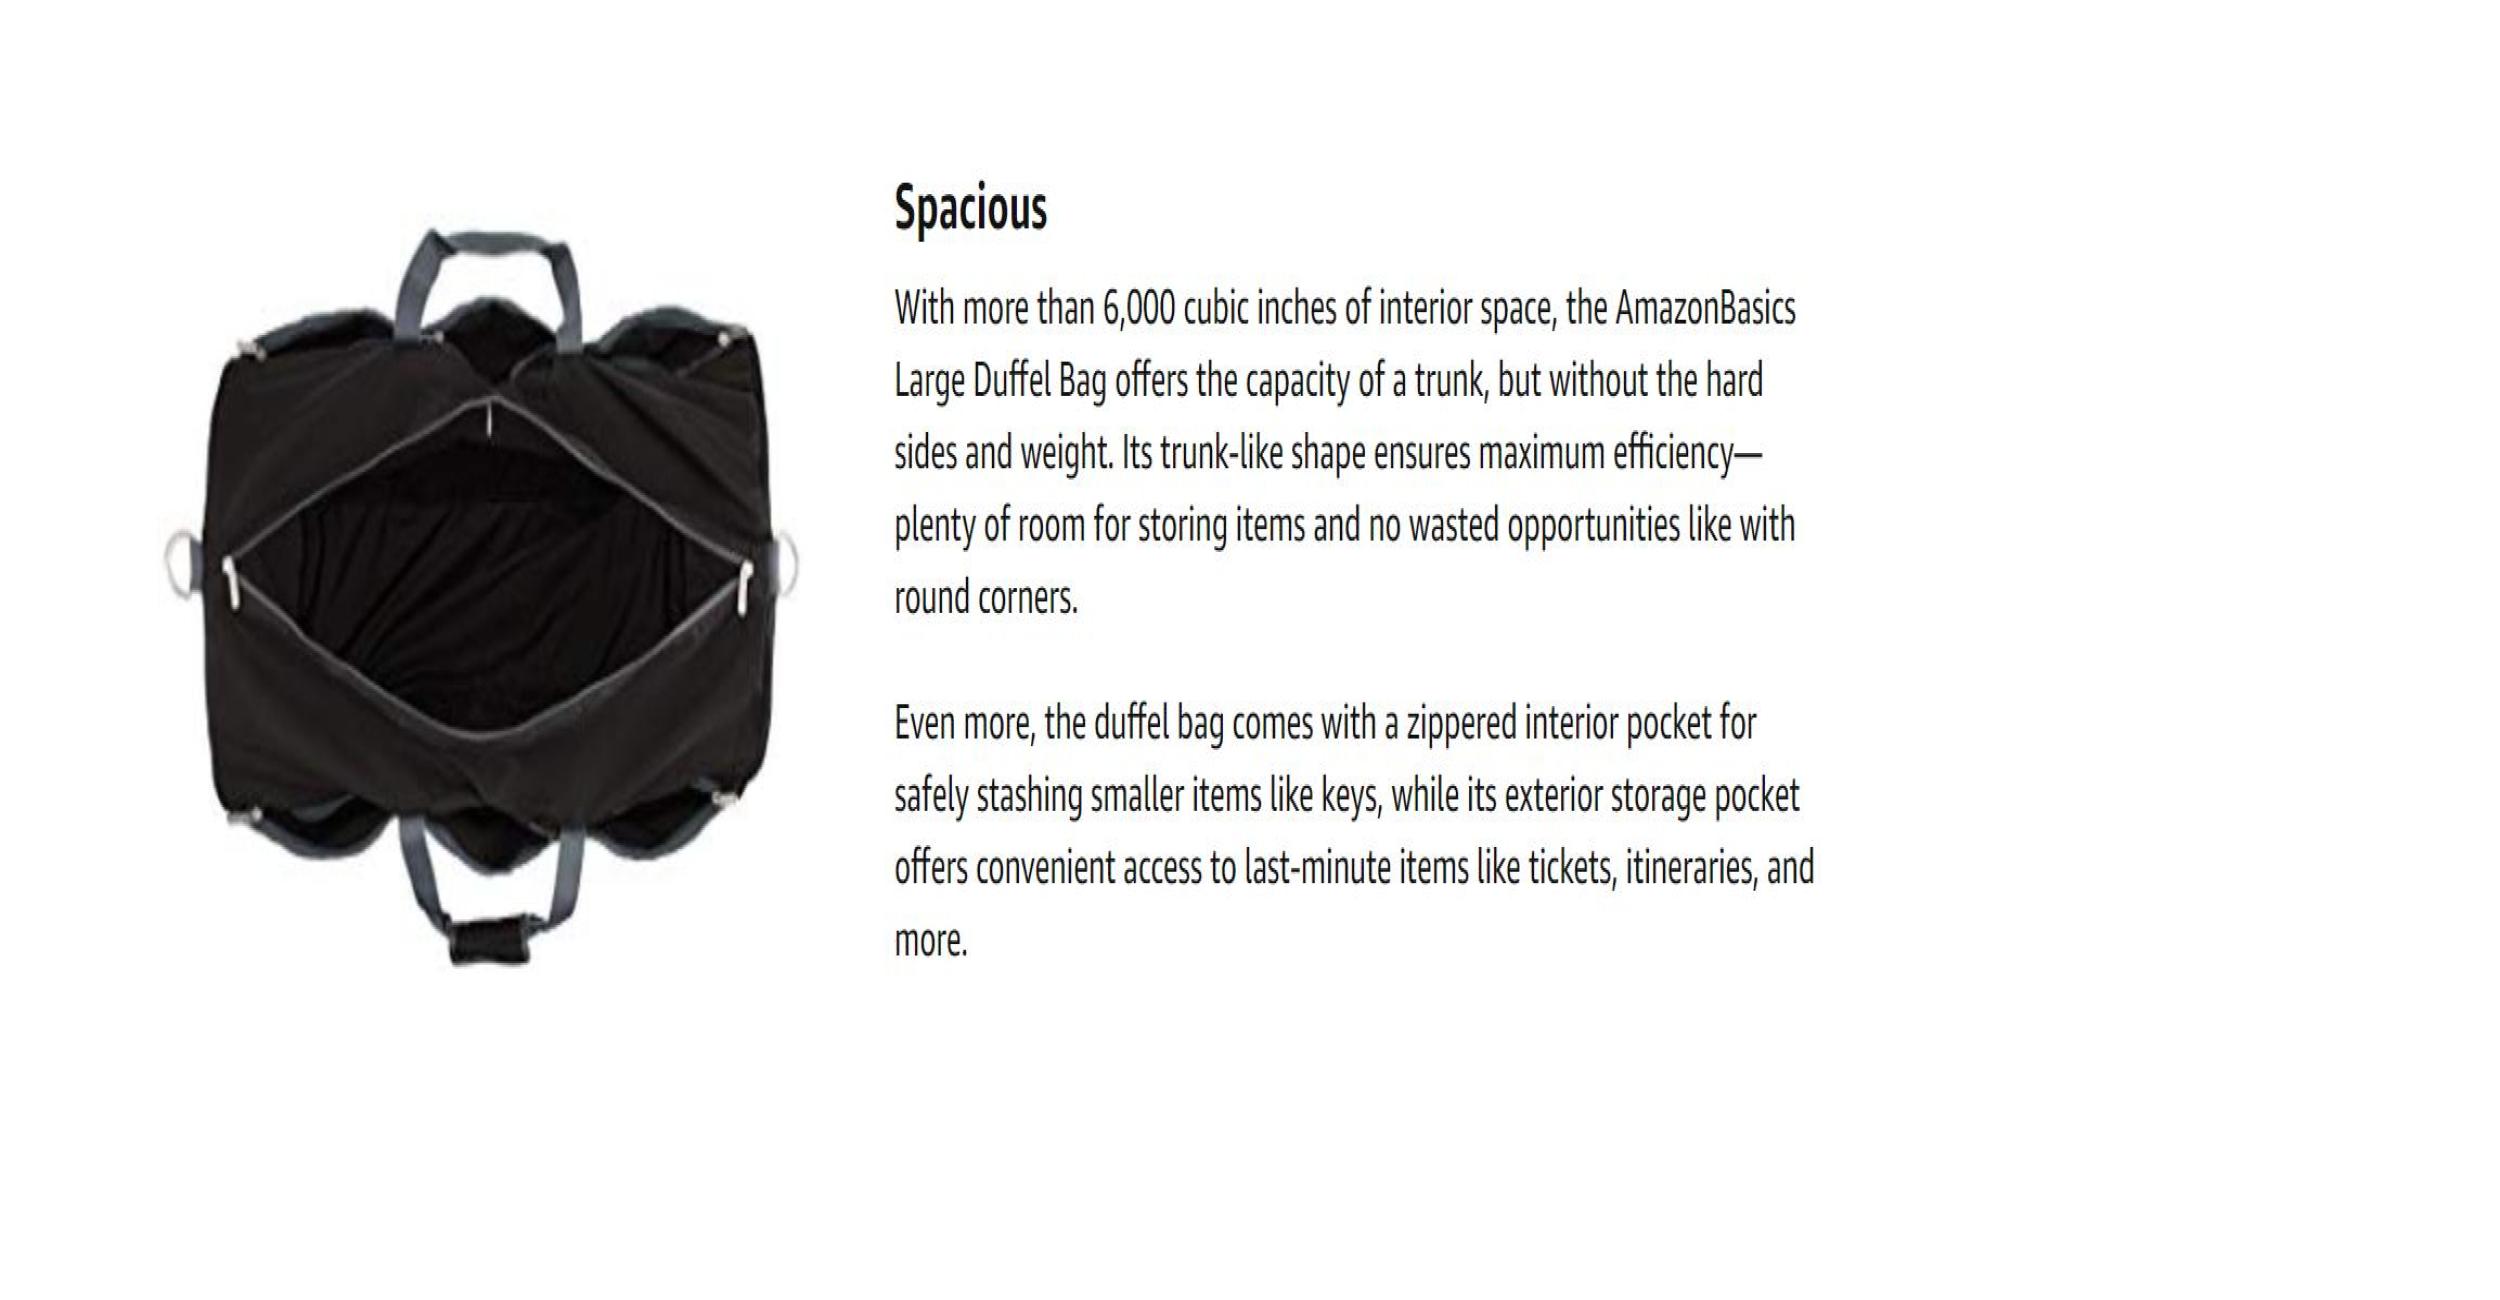 Spacious
With more than 6,000 cubic inches of interior space, the AmazonBasics
Large Duffel Bag offers the capacity of a trunk, but without the hard
sides and weight. Its trunk-like shape ensures maximum efficiency—
plenty of room for storing items and no wasted opportunities like with
round corners.
Even more, the duffel bag comes with a zippered interior pocket for
safely stashing smaller items like keys, while its exterior storage pocket
offers convenient access to last-minute items like tickets, itineraries, and
more.